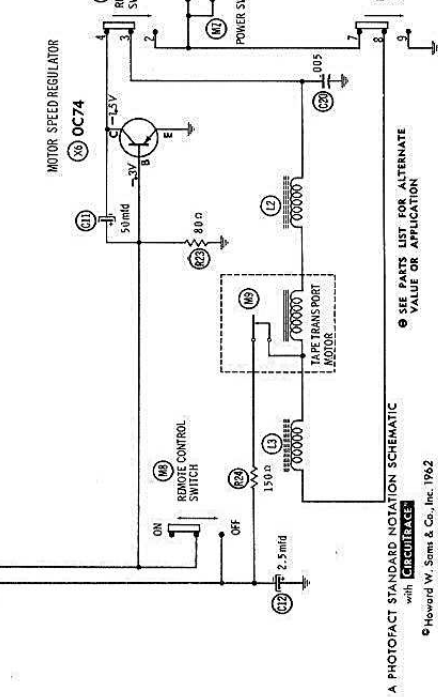 MOTOR SPEED REGULATOR
X6 OC74
C -1.5V
E
B
-.3V
C11
50mfd
R23
80Ω
4
3
2
M2
POWER SW
7
8
9
.005
C20
L2
M9
TAPE TRANSPORT
MOTOR
L3
R24
150Ω
M8
REMOTE CONTROL
SWITCH
ON
OFF
C12
2.5mfd
SEE PARTS LIST FOR ALTERNATE
VALUE OR APPLICATION
A PHOTOFACT STANDARD NOTATION SCHEMATIC
with CIRCUITRACE®
© Howard W. Sams & Co., Inc. 1962